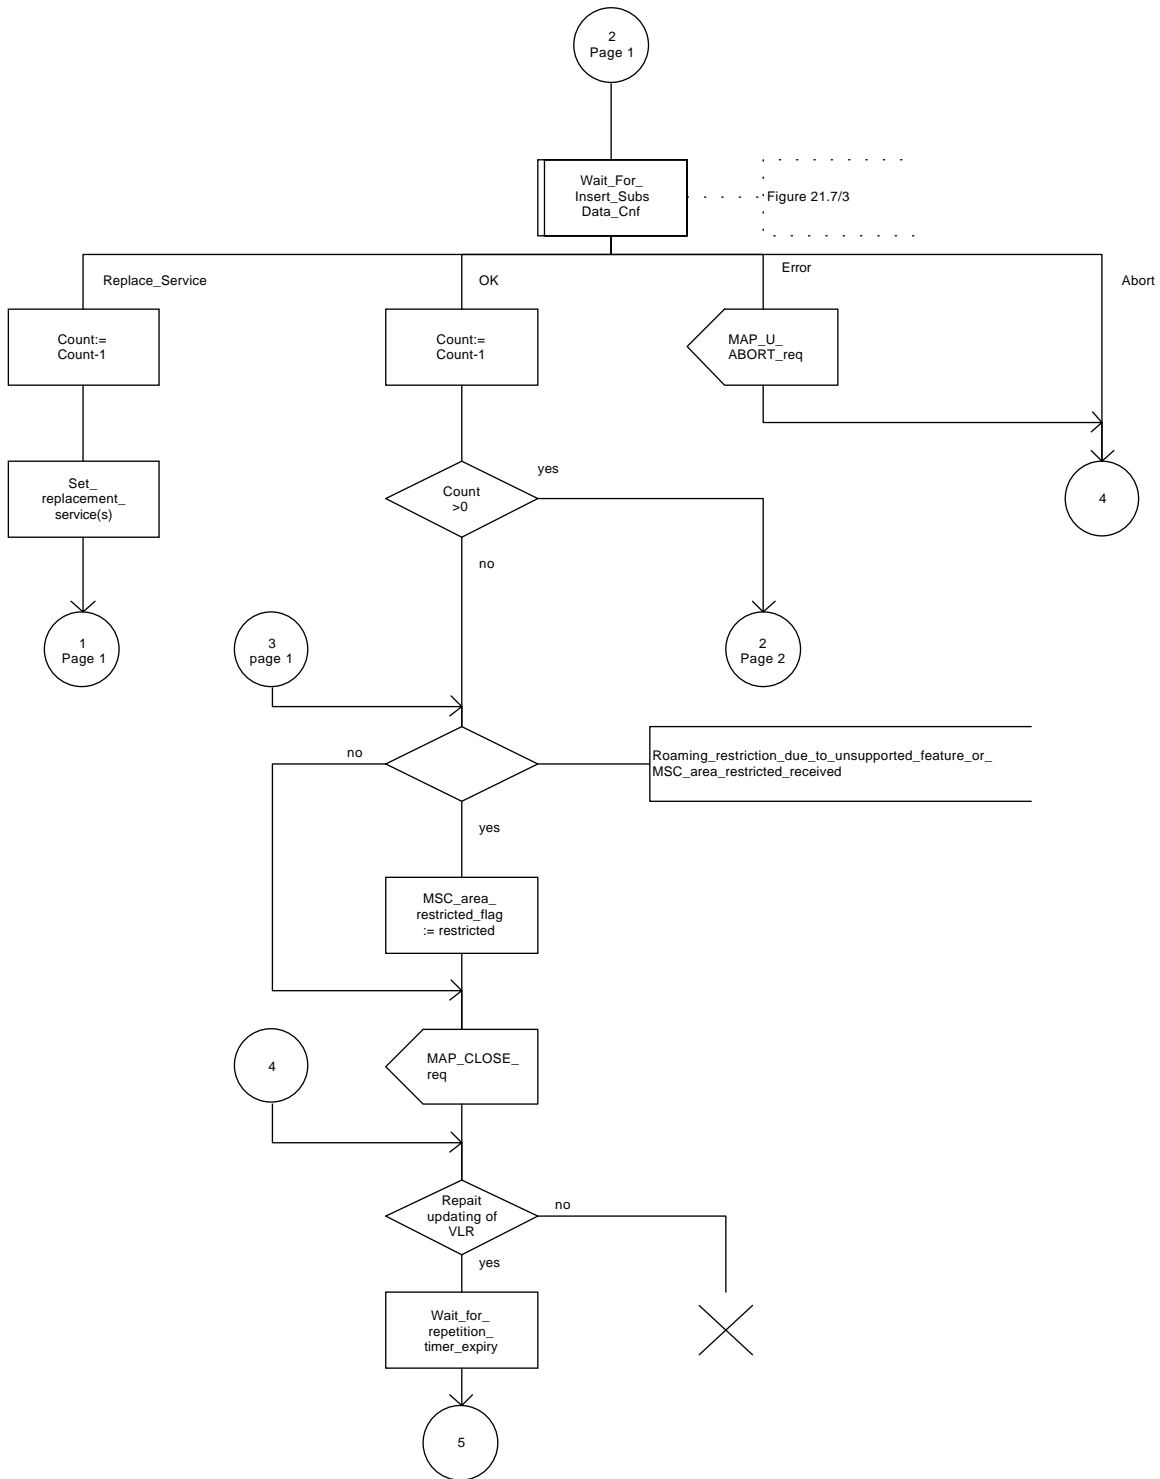 2
Page 1
Wait_For_
Insert_Subs
Data_Cnf
Figure 21.7/3
Replace_Service
OK
Error
Abort
Count:=
Count-1
Count:=
Count-1
MAP_U_
ABORT_req
Set_
replacement_
service(s)
Count
>0
yes
no
4
1
Page 1
3
page 1
2
Page 2
no
Roaming_restriction_due_to_unsupported_feature_or_
MSC_area_restricted_received
yes
MSC_area_
restricted_flag
:= restricted
4
MAP_CLOSE_
req
Repait
updating of
VLR
no
yes
Wait_for_
repetition_
timer_expiry
5